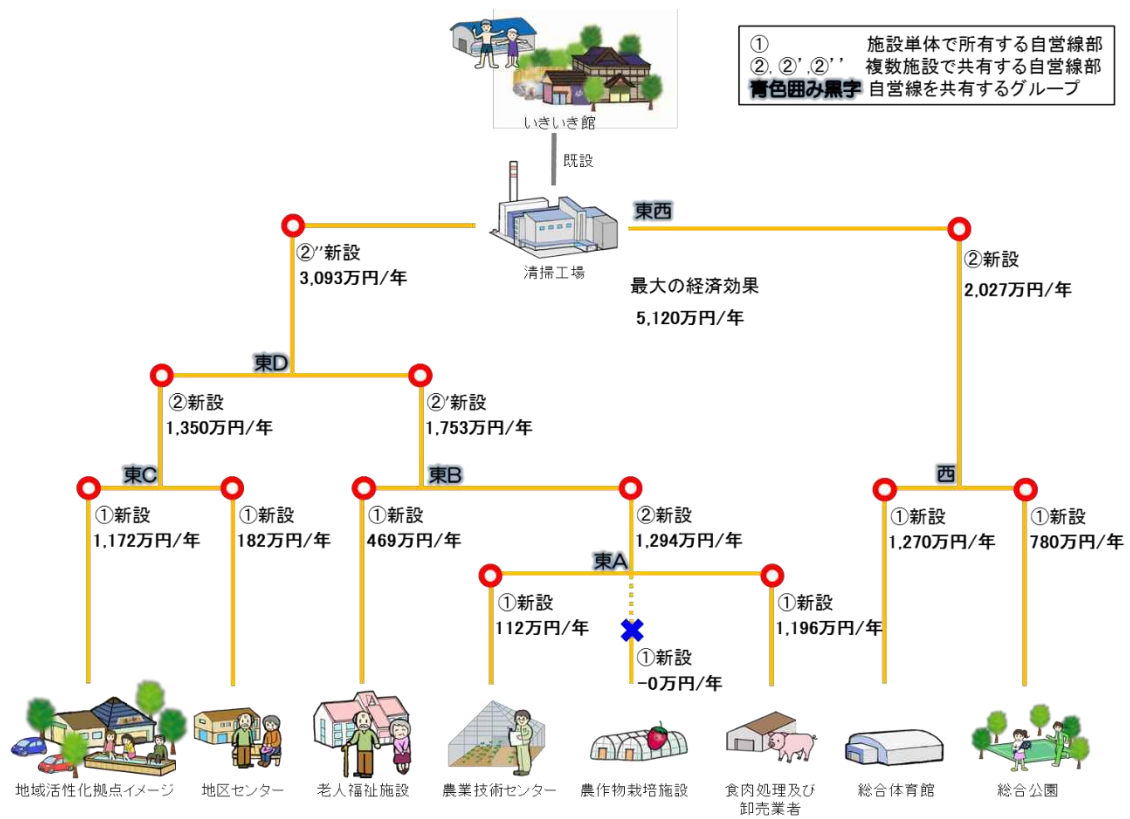 ① 施設単体で所有する自営線部
②, ②',②'' 複数施設で共有する自営線部
青色囲み黒字 自営線を共有するグループ
いきいき館
既設
東西
清掃工場
②''新設
3,093万円/年
最大の経済効果
5,120万円/年
②新設
2,027万円/年
東D
②新設
1,350万円/年
②'新設
1,753万円/年
東C
東B
西
①新設
1,172万円/年
①新設
182万円/年
①新設
469万円/年
②新設
1,294万円/年
①新設
1,270万円/年
①新設
780万円/年
東A
①新設
112万円/年
①新設
-0万円/年
①新設
1,196万円/年
地域活性化拠点イメージ
地区センター
老人福祉施設
農業技術センター
農作物栽培施設
食肉処理及び
卸売業者
総合体育館
総合公園